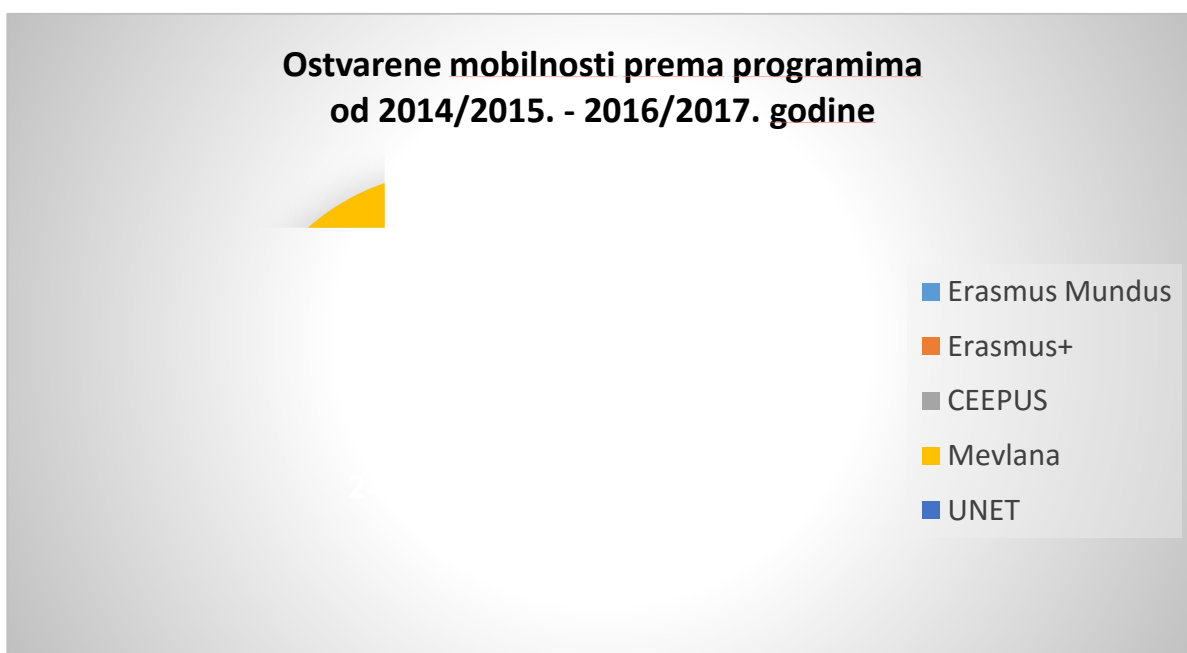 Ostvarene mobilnosti prema programima
od 2014/2015. - 2016/2017. godine
Erasmus Mundus
Erasmus+
CEEPUS
Mevlana
UNET